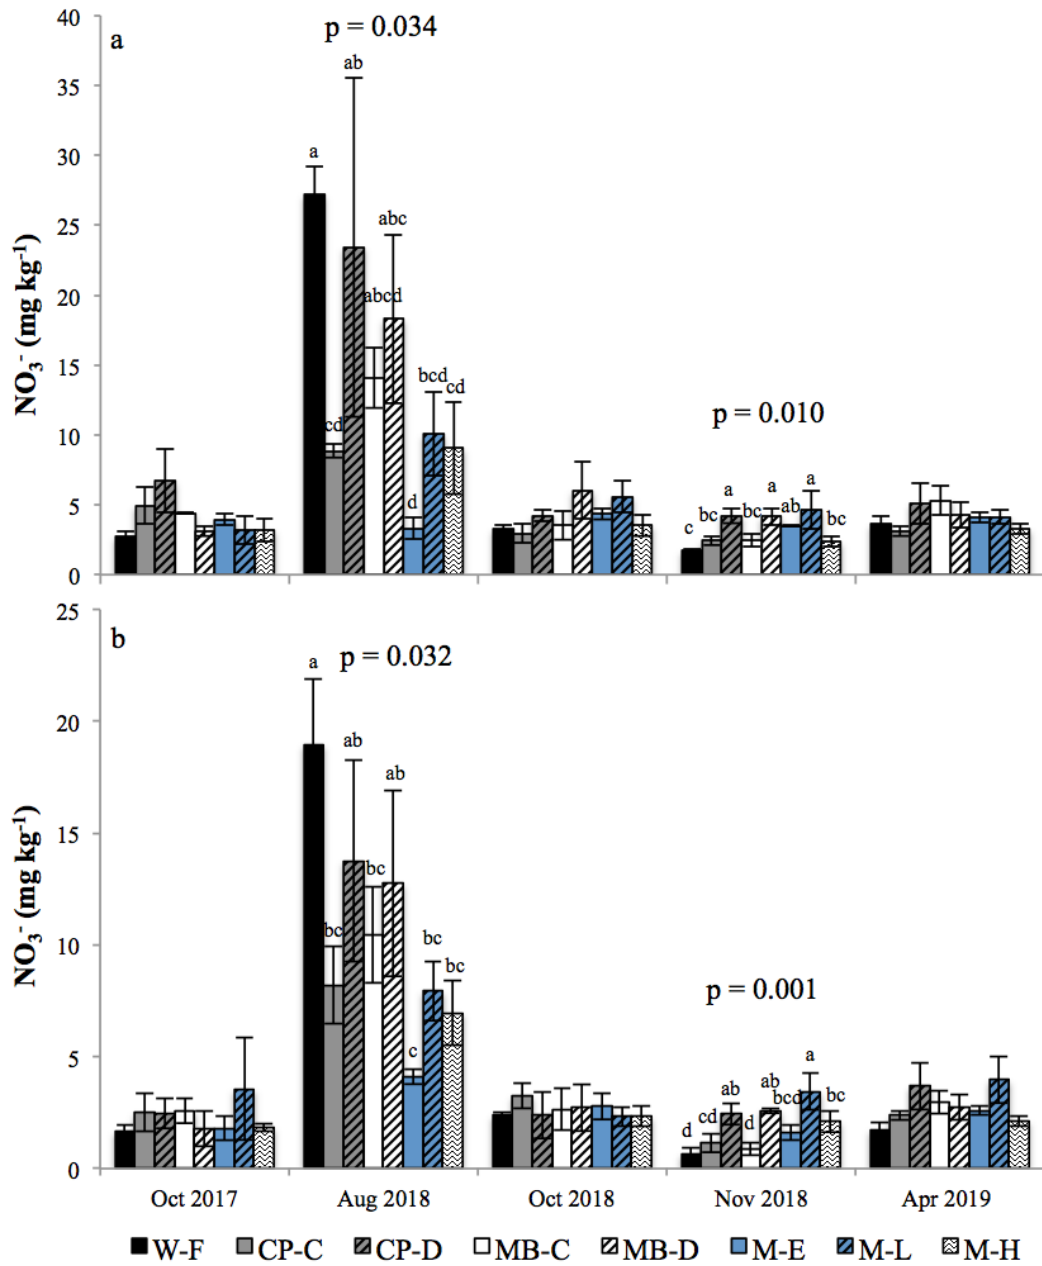 a
p = 0.034
NO₃⁻ (mg kg⁻¹)
40
35
30
25
20
15
10
5
0
a
cd
ab
abcd
abc
d
bcd
cd
p = 0.010
c
bc
a
bc
a
ab
a
bc
b
p = 0.032
NO₃⁻ (mg kg⁻¹)
25
20
15
10
5
0
a
bc
ab
bc
ab
c
bc
bc
p = 0.001
d
cd
ab
d
ab
bcd
a
bc
Oct 2017 Aug 2018 Oct 2018 Nov 2018 Apr 2019
W-F CP-C CP-D MB-C MB-D M-E M-L M-H